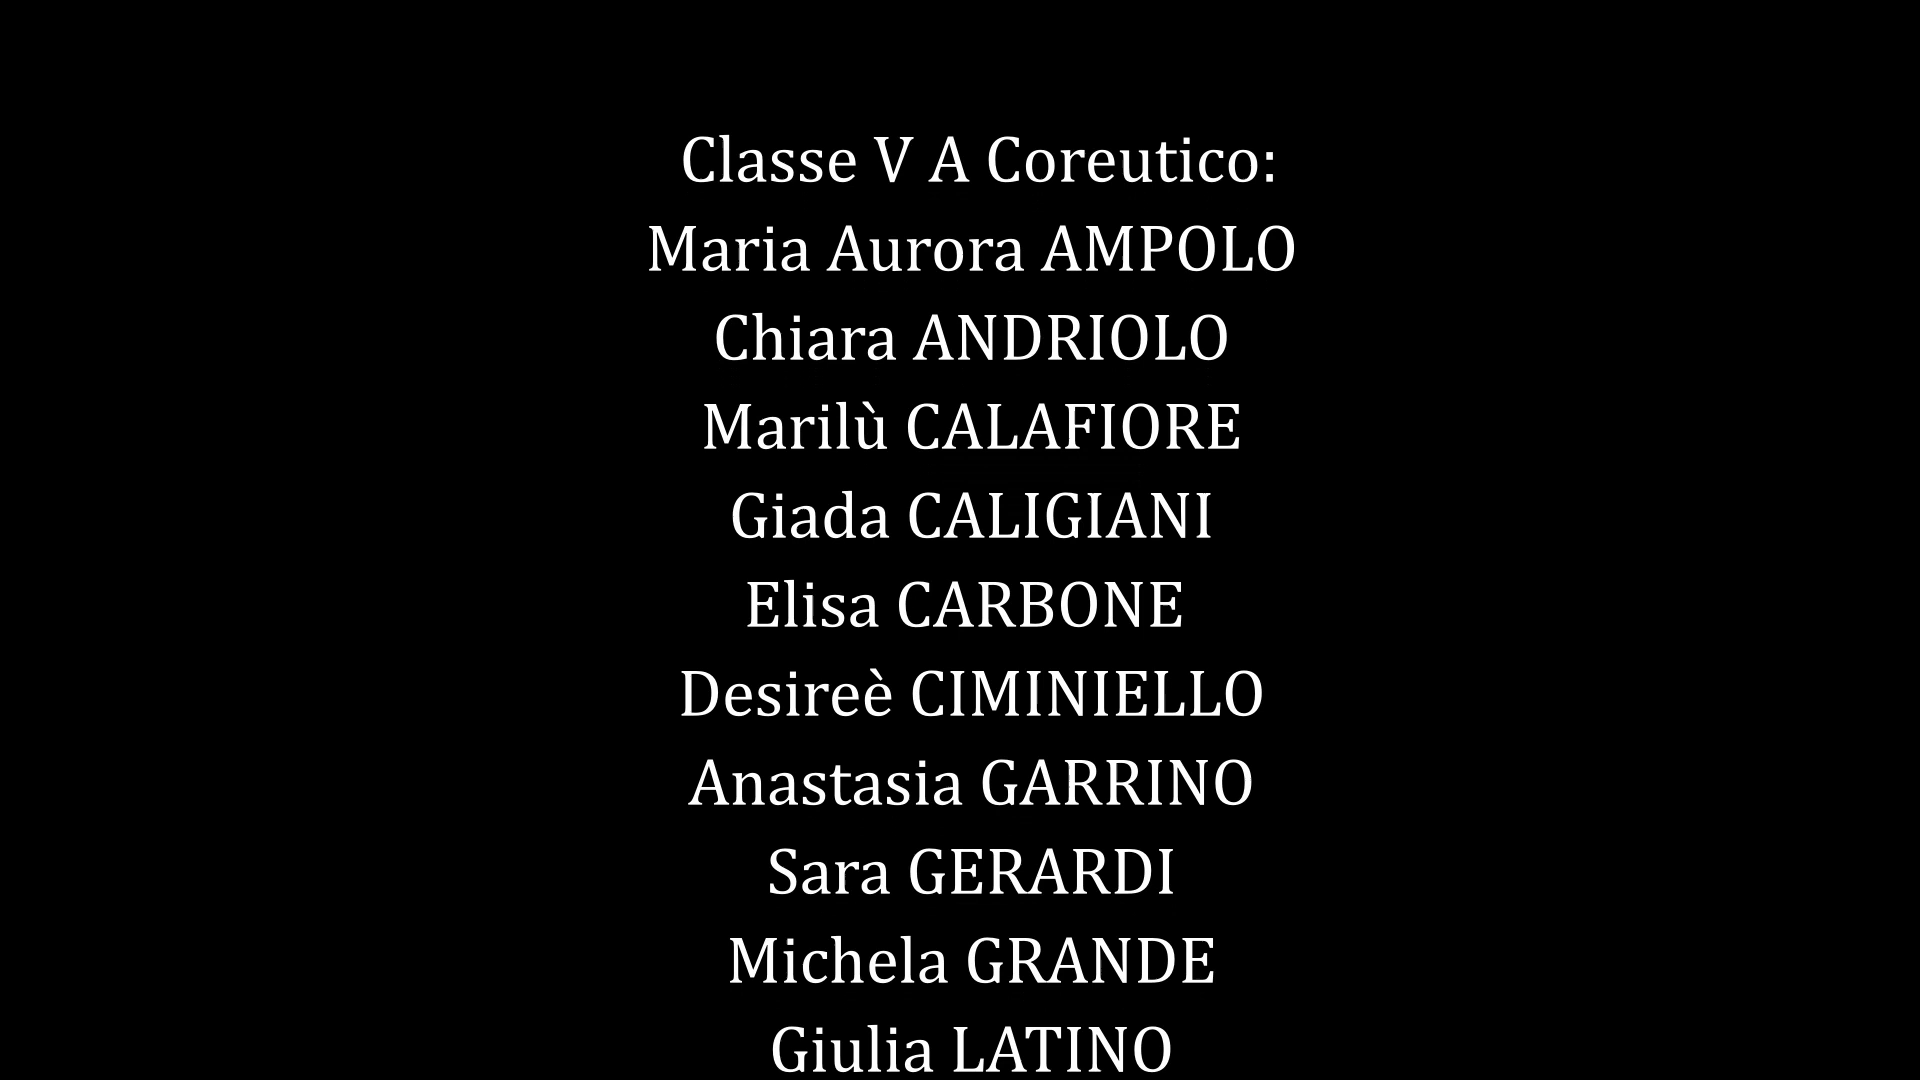 Classe V A Coreutico:
Maria Aurora AMPOLO
Chiara ANDRIOLO
Marilù CALAFIORE
Giada CALIGIANI
Elisa CARBONE
Desireè CIMINIELLO
Anastasia GARRINO
Sara GERARDI
Michela GRANDE
Giulia LATINO